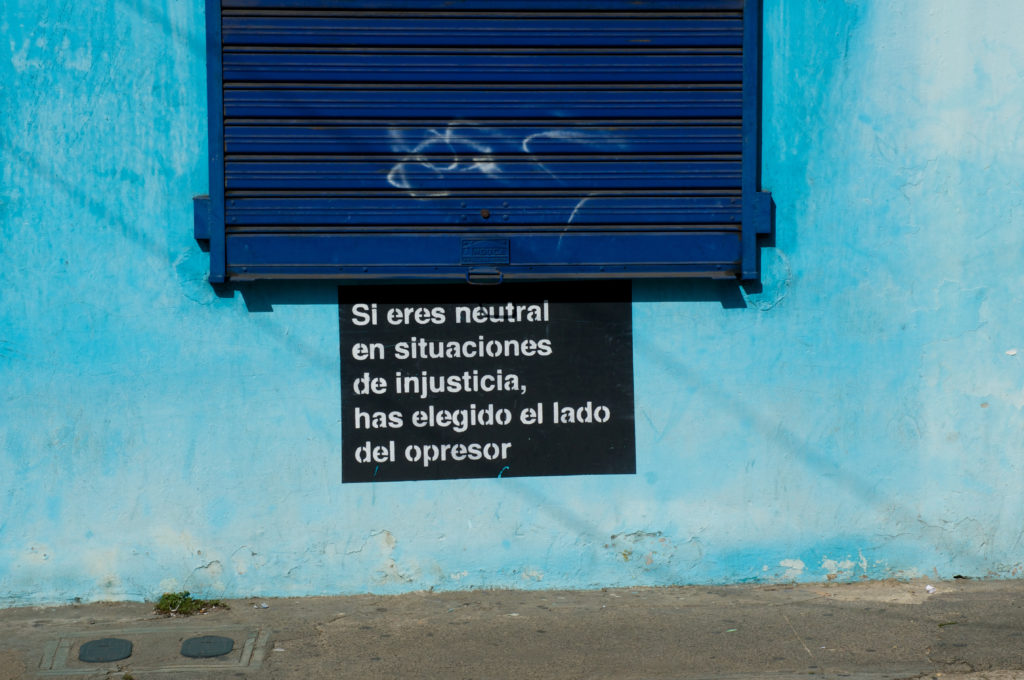 Si eres neutral
en situaciones
de injusticia,
has elegido el lado
del opresor